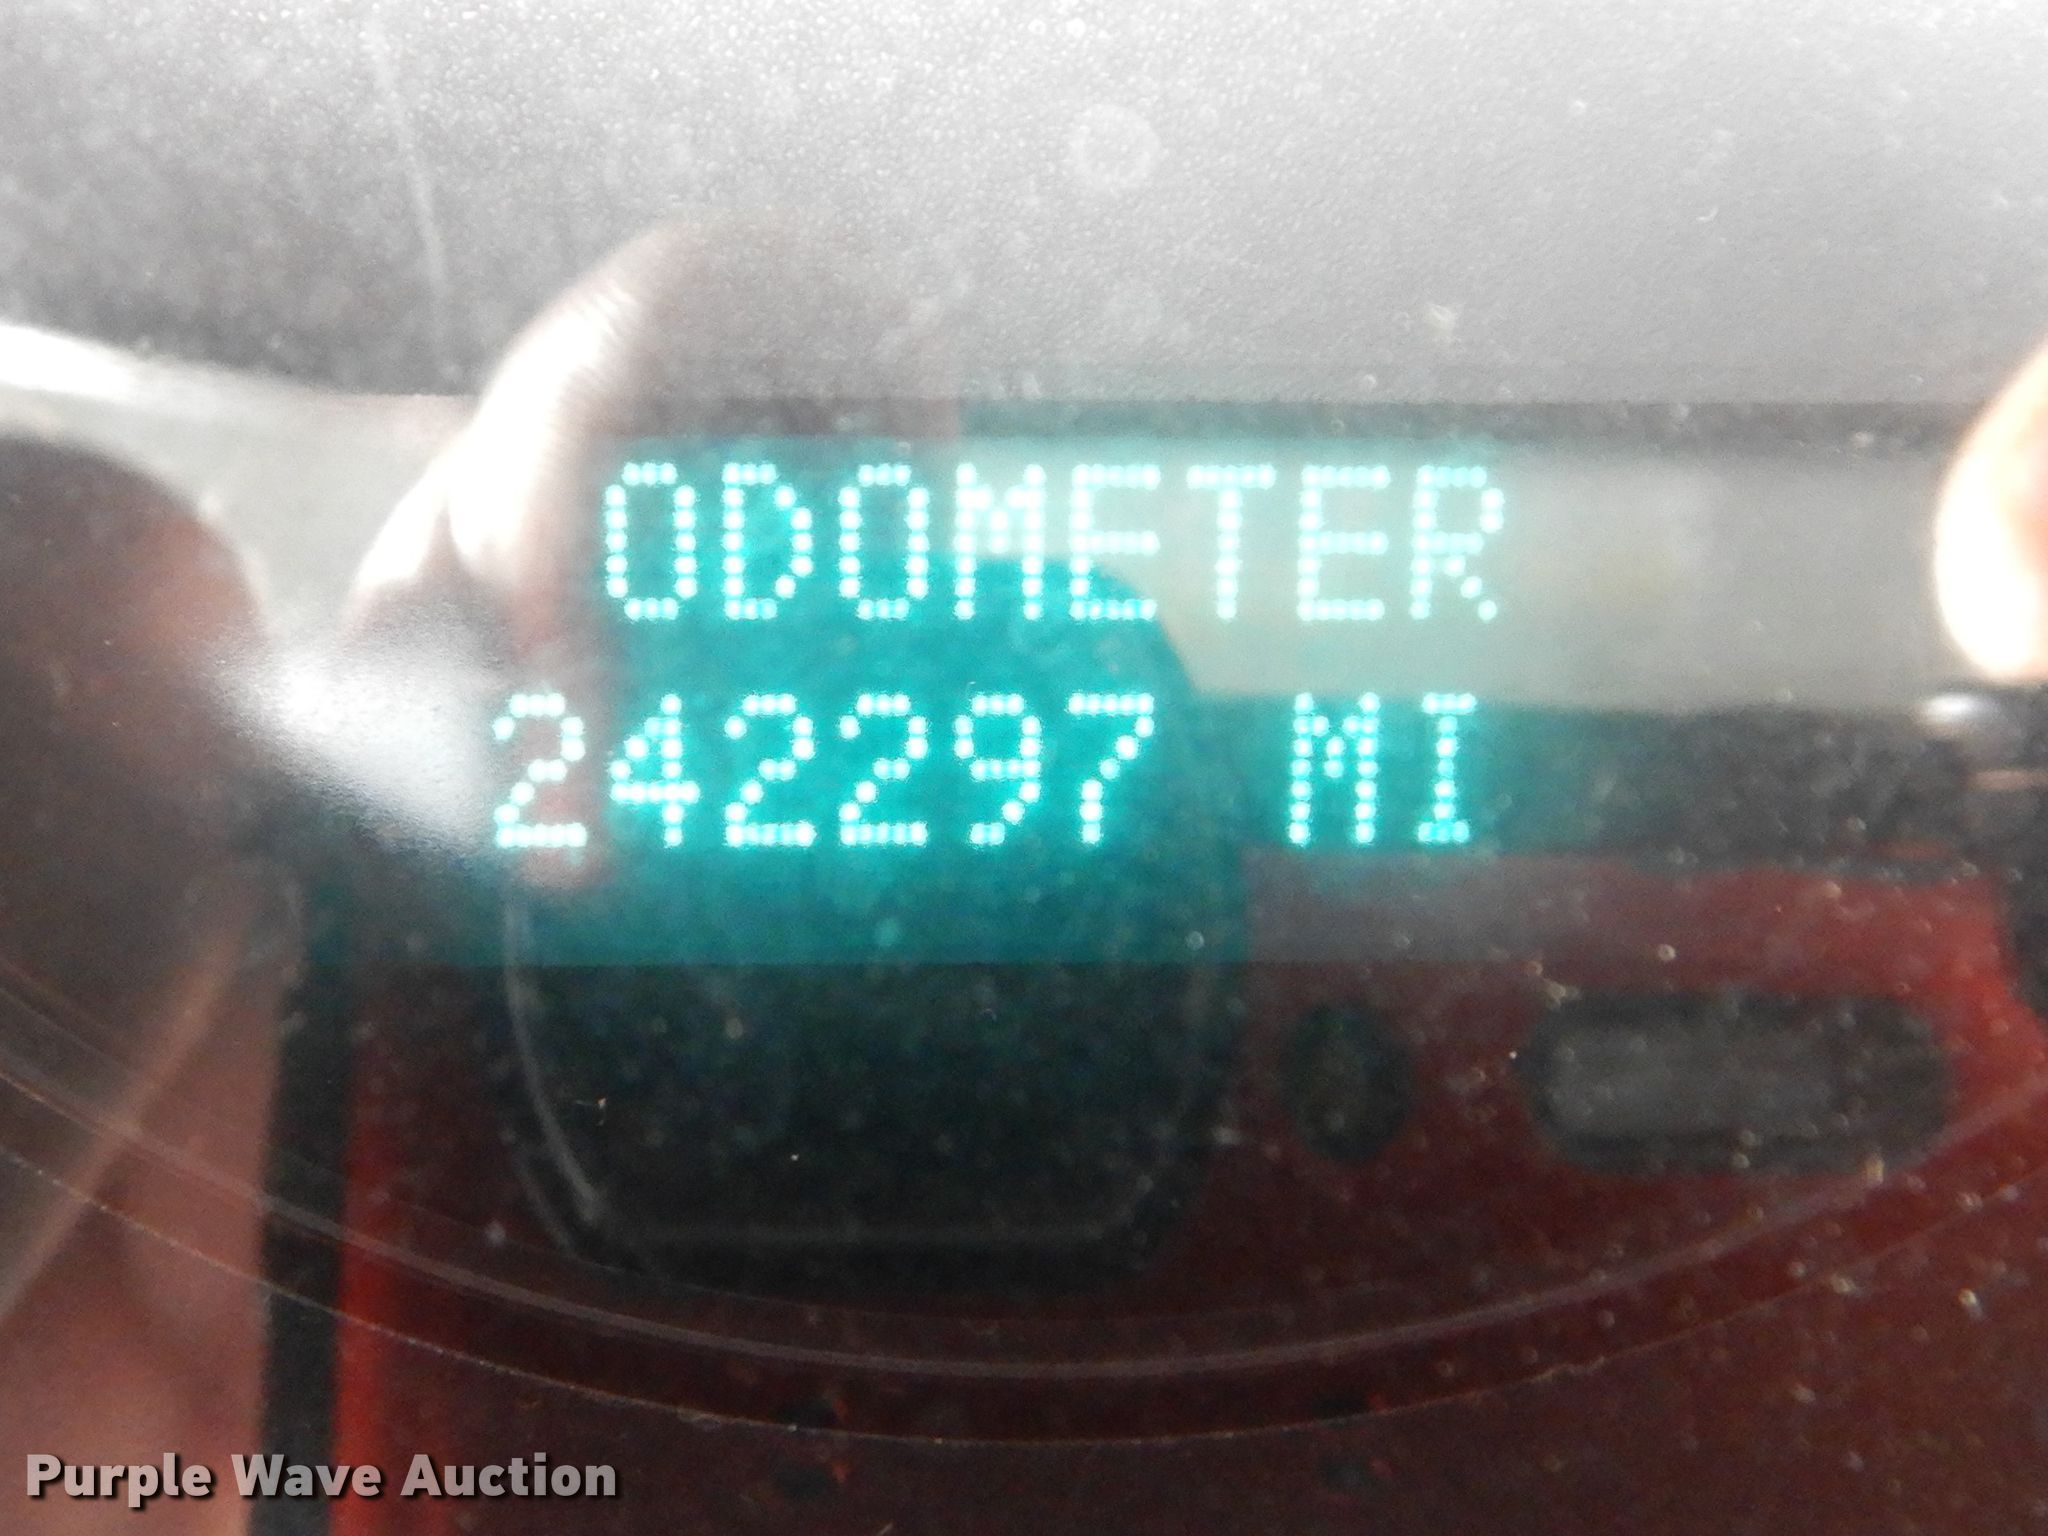 ODOMETER
242297 MI
Purple Wave Auction